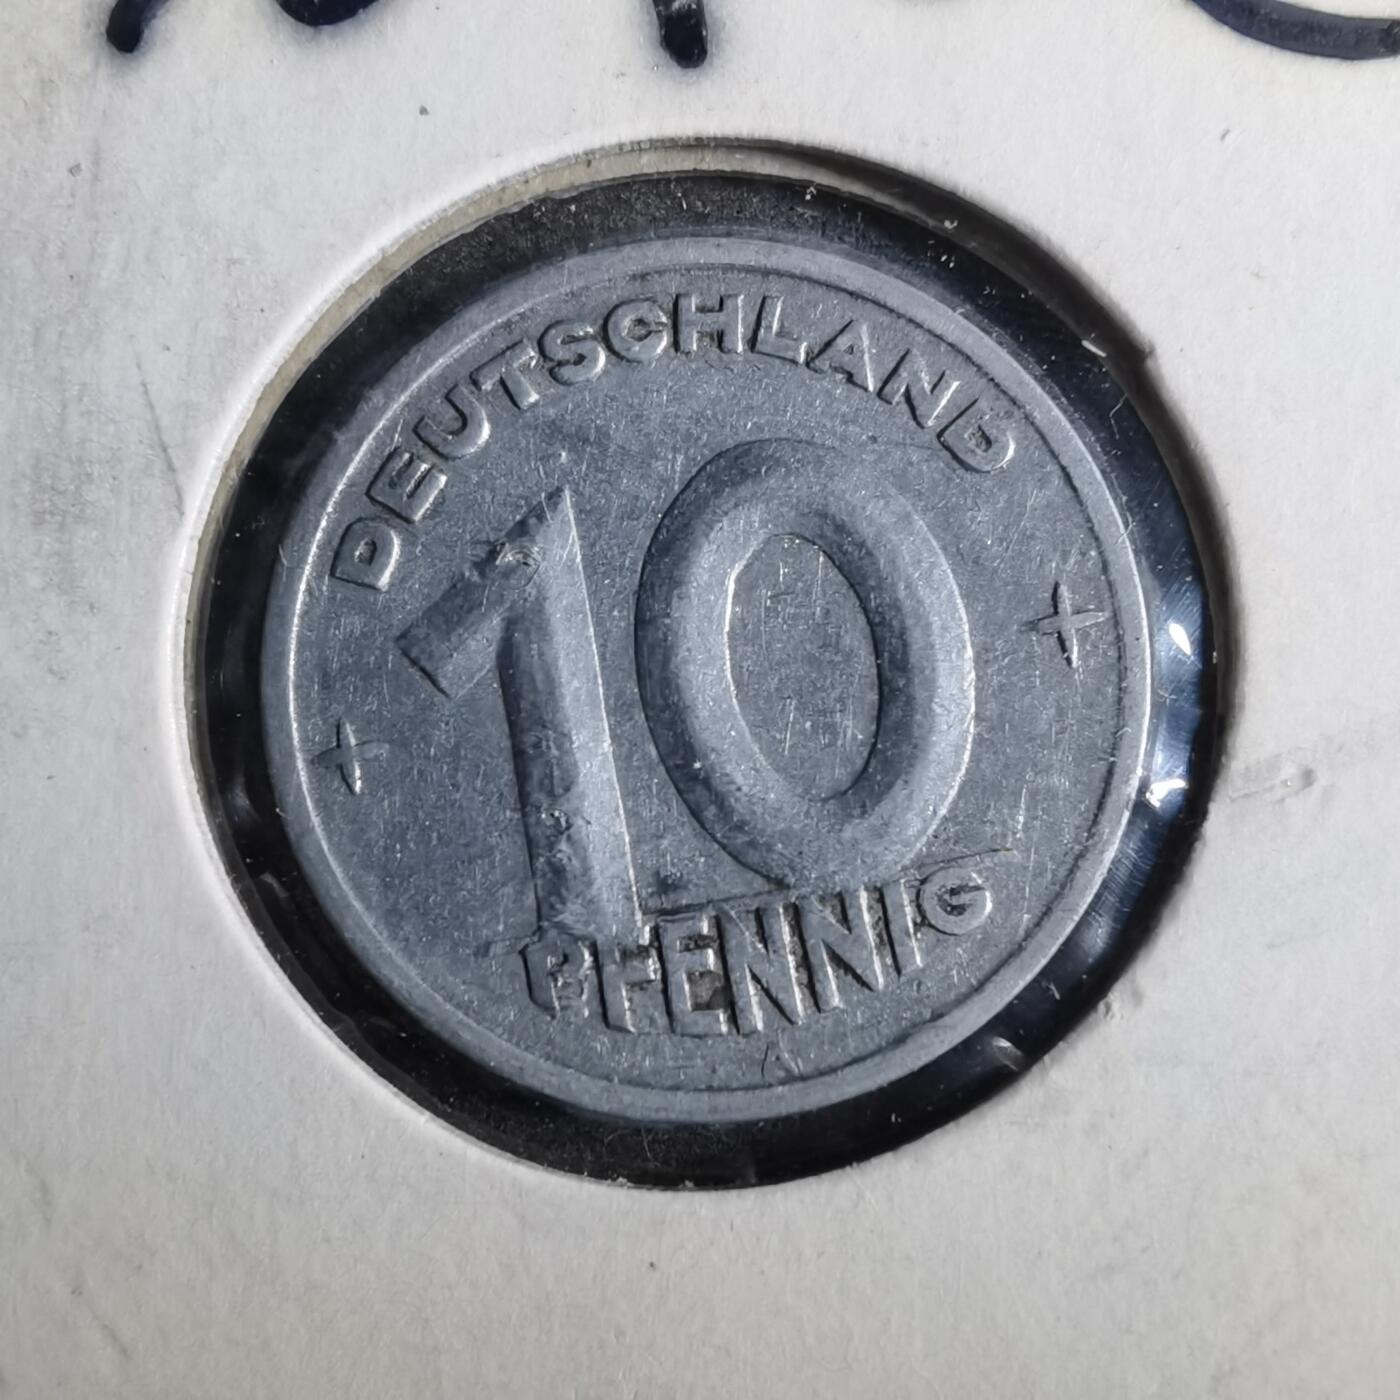 DEUTSCHLAND
10
PFENNIG
A